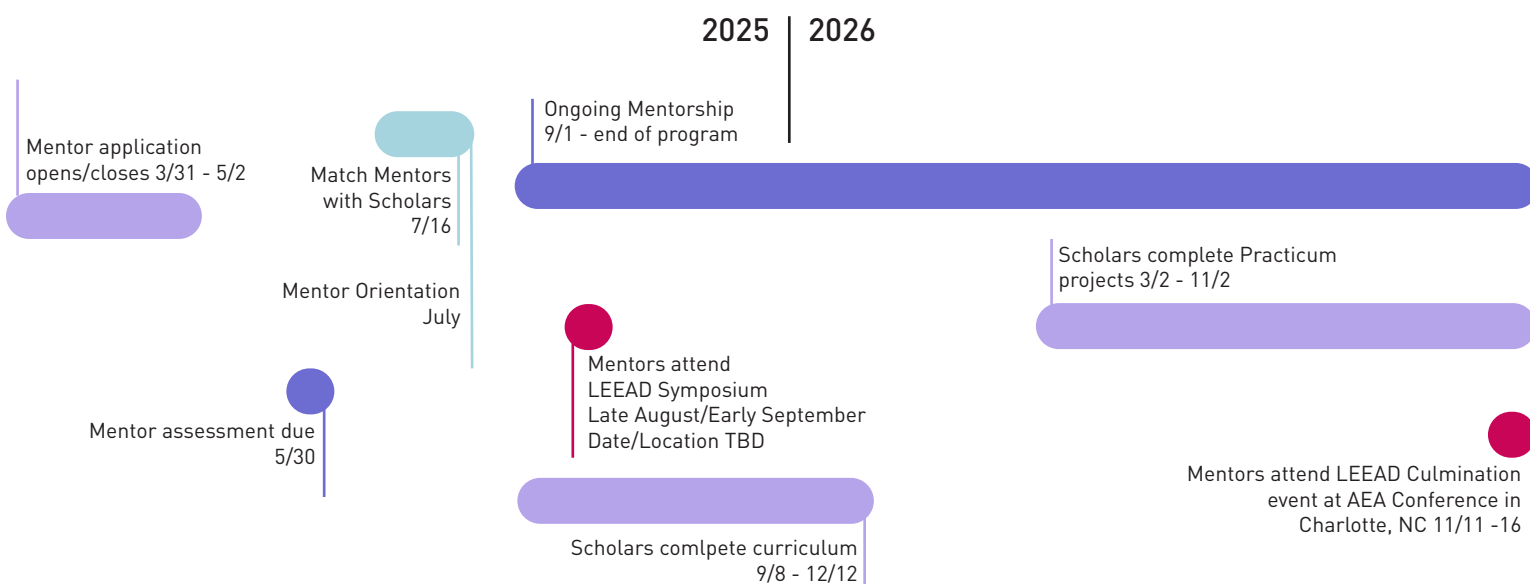 2025
2026
Ongoing Mentorship
9/1 - end of program
Mentor application
opens/closes 3/31 - 5/2
Match Mentors
with Scholars
7/16
Scholars complete Practicum
projects 3/2 - 11/2
Mentor Orientation
July
Mentors attend
LEEAD Symposium
Late August/Early September
Date/Location TBD
Mentor assessment due
5/30
Mentors attend LEEAD Culmination
event at AEA Conference in
Charlotte, NC 11/11 -16
Scholars comlpete curriculum
9/8 - 12/12